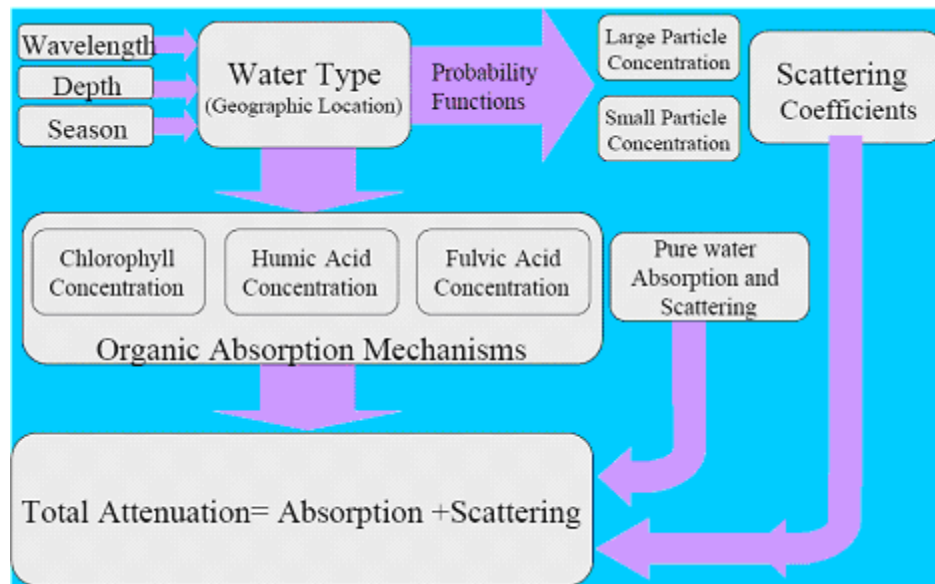 Wavelength
Depth
Season
Water Type
(Geographic Location)
Probability
Functions
Large Particle
Concentration
Small Particle
Concentration
Scattering
Coefficients
Chlorophyll
Concentration
Humic Acid
Concentration
Fulvic Acid
Concentration
Organic Absorption Mechanisms
Pure water
Absorption and
Scattering
Total Attenuation= Absorption +Scattering